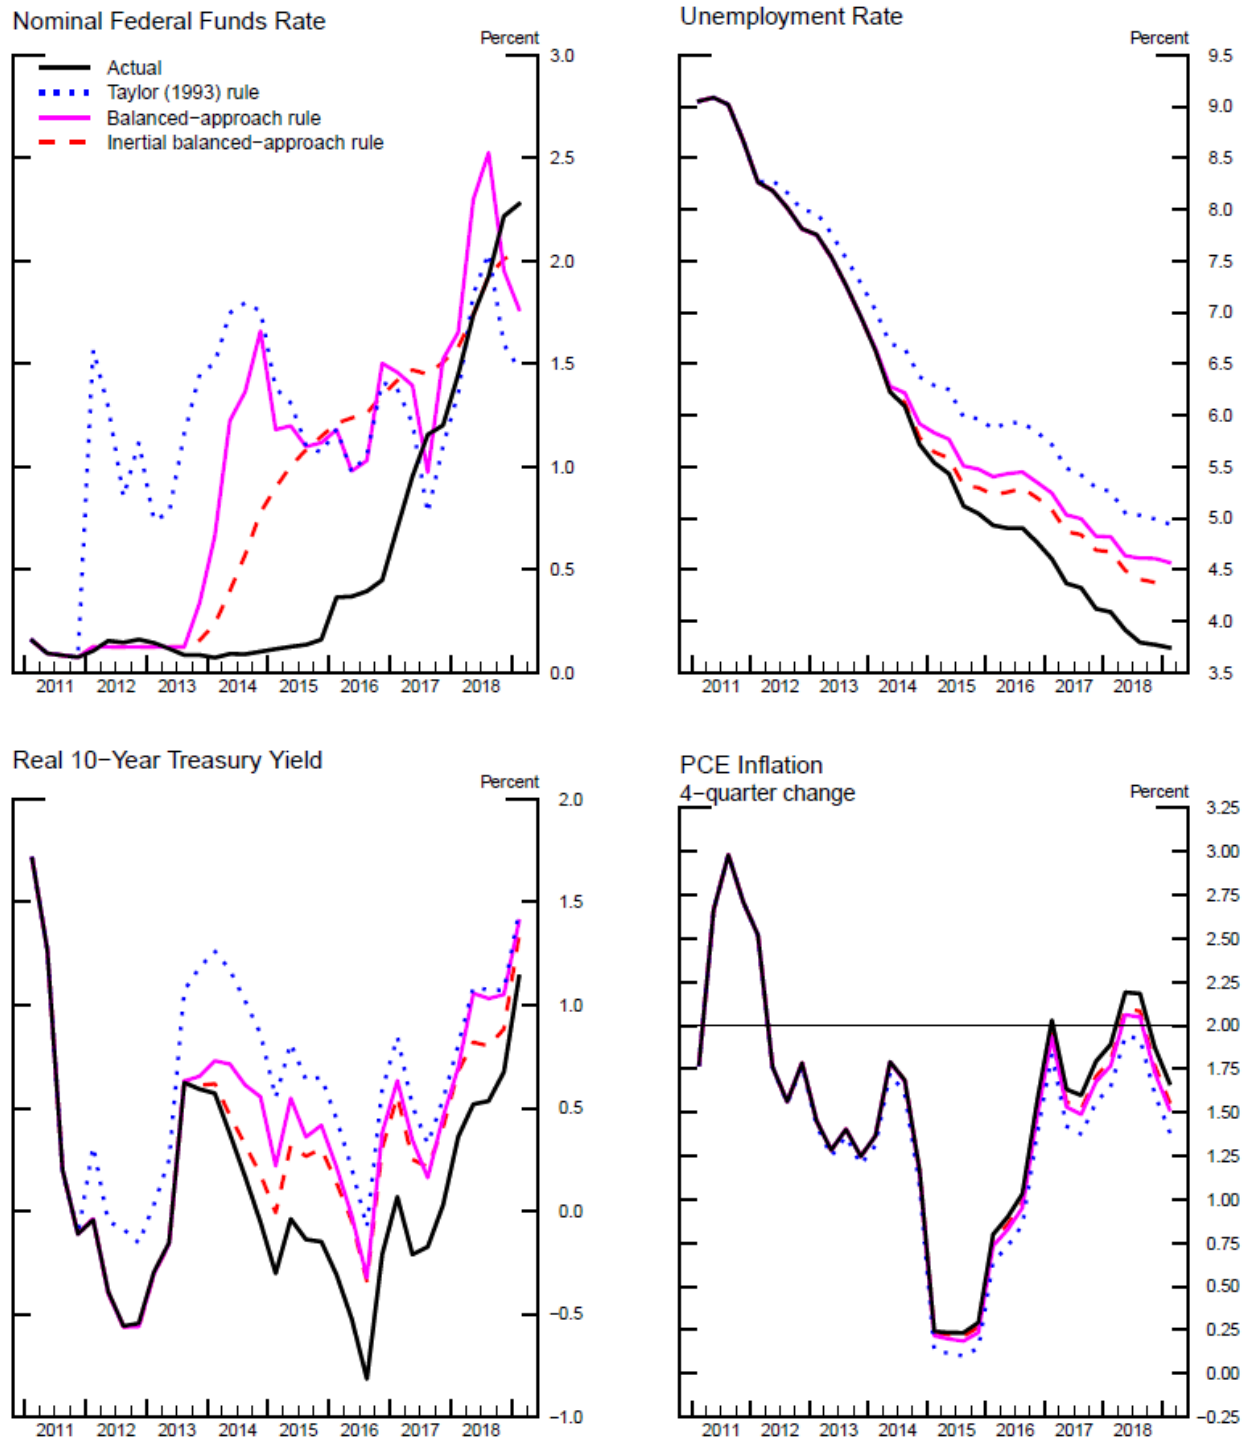 Nominal Federal Funds Rate
Percent
Actual
Taylor (1993) rule
Balanced−approach rule
Inertial balanced−approach rule
3.0
2.5
2.0
1.5
1.0
0.5
0.0
2011 2012 2013 2014 2015 2016 2017 2018
Unemployment Rate
Percent
9.5
9.0
8.5
8.0
7.5
7.0
6.5
6.0
5.5
5.0
4.5
4.0
3.5
2011 2012 2013 2014 2015 2016 2017 2018
Real 10−Year Treasury Yield
Percent
2.0
1.5
1.0
0.5
0.0
−0.5
−1.0
2011 2012 2013 2014 2015 2016 2017 2018
PCE Inflation
4−quarter change
Percent
3.25
3.00
2.75
2.50
2.25
2.00
1.75
1.50
1.25
1.00
0.75
0.50
0.25
0.00
−0.25
2011 2012 2013 2014 2015 2016 2017 2018